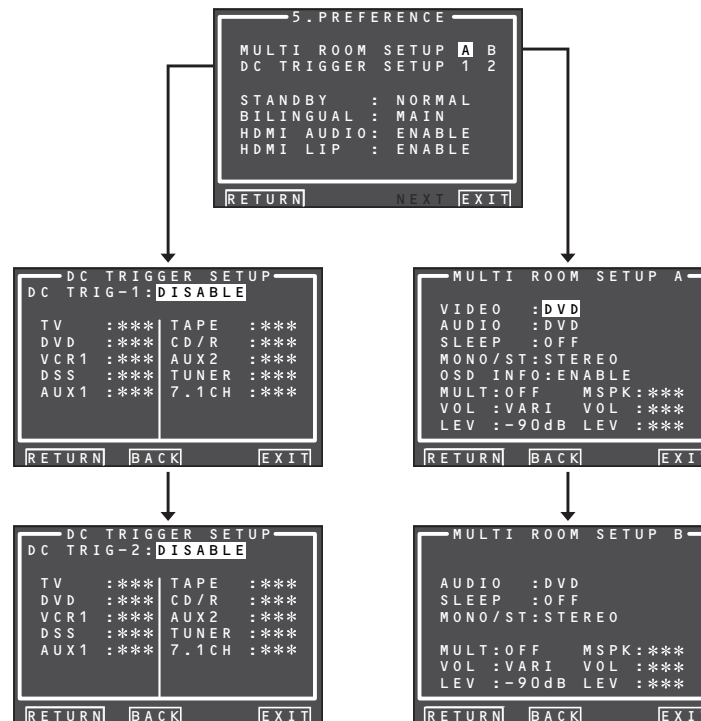 5.PREFERENCE
MULTI ROOM SETUP A B
DC TRIGGER SETUP 1 2
STANDBY : NORMAL
BILINGUAL : MAIN
HDMI AUDIO: ENABLE
HDMI LIP : ENABLE
RETURN NEXT EXIT
DC TRIGGER SETUP
DC TRIG-1:DISABLE
TV :*** TAPE :***
DVD :*** CD/R :***
VCR1 :*** AUX2 :***
DSS :*** TUNER :***
AUX1 :*** 7.1CH :***
RETURN BACK EXIT
MULTI ROOM SETUP A
VIDEO :DVD
AUDIO :DVD
SLEEP :OFF
MONO/ST:STEREO
OSD INFO:ENABLE
MULT:OFF MSPK:***
VOL :VARI VOL :***
LEV :-90dB LEV :***
RETURN BACK EXI
DC TRIGGER SETUP
DC TRIG-2:DISABLE
TV :*** TAPE :***
DVD :*** CD/R :***
VCR1 :*** AUX2 :***
DSS :*** TUNER :***
AUX1 :*** 7.1CH :***
RETURN BACK EXIT
MULTI ROOM SETUP B
AUDIO :DVD
SLEEP :OFF
MONO/ST:STEREO
MULT:OFF MSPK:***
VOL :VARI VOL :***
LEV :-90dB LEV :***
RETURN BACK EXI